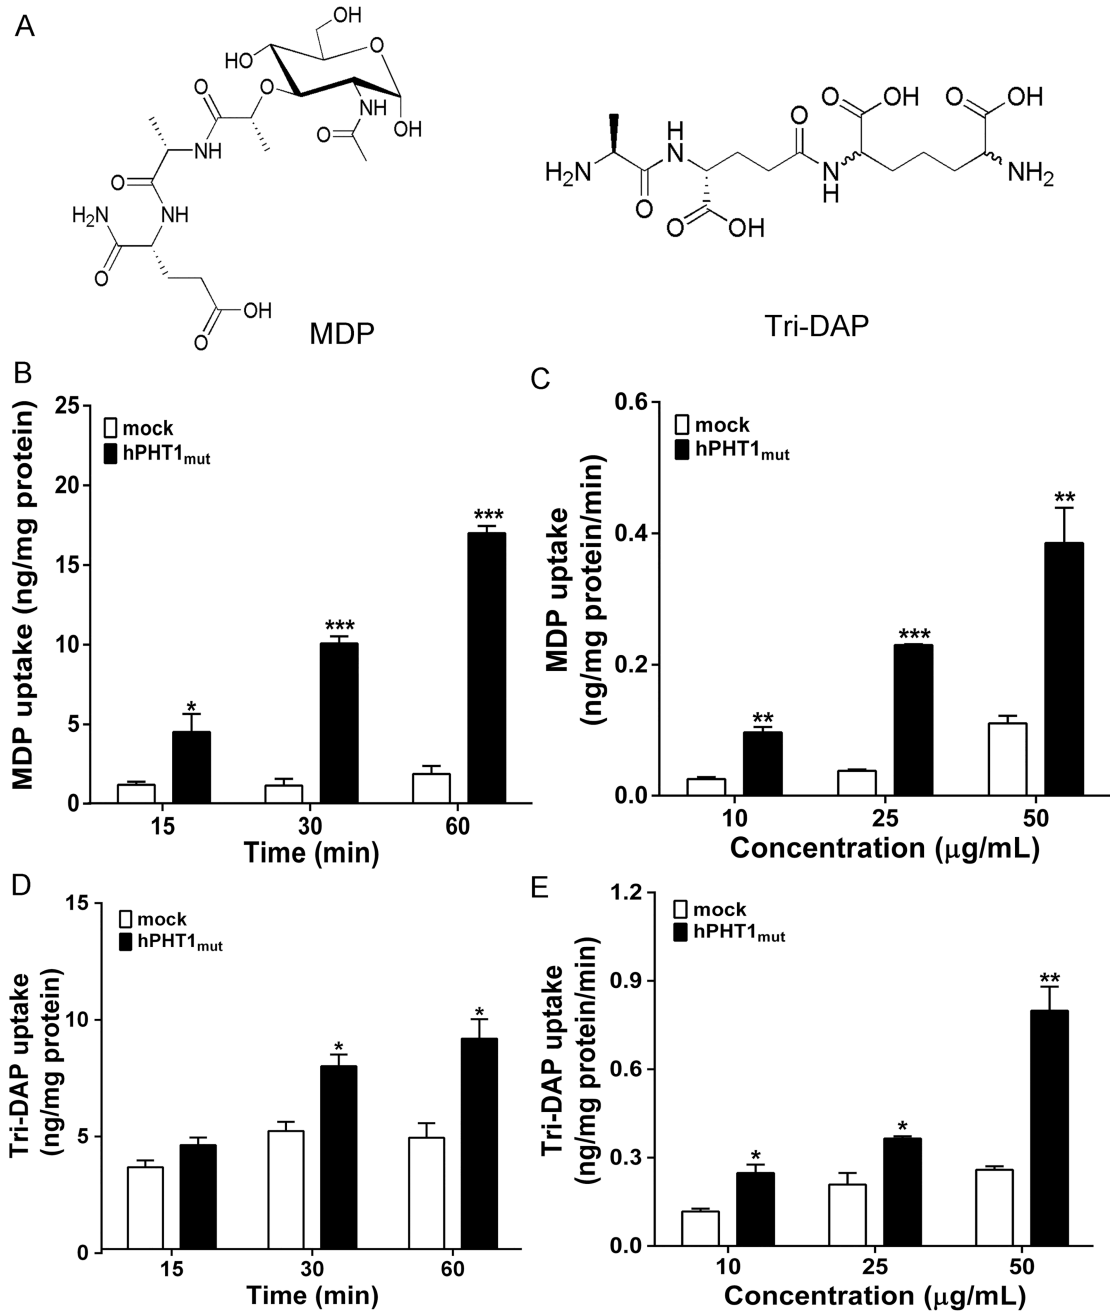 A
OH
HO
O
O
O
NH
OH
O
NH
O
O
NH
H2N
O
OH
O
MDP
O
OH
O
OH
O
H
N
H2N
O
N
H
NH2
O
OH
Tri-DAP
B
25
20
15
10
5
0
MDP uptake (ng/mg protein)
mock
hPHT1mut
*
***
***
15 30 60
Time (min)
C
0.6
0.4
0.2
0.0
MDP uptake
(ng/mg protein/min)
mock
hPHT1mut
**
***
**
10 25 50
Concentration (μg/mL)
D
15
10
5
0
Tri-DAP uptake
(ng/mg protein)
mock
hPHT1mut
*
*
15 30 60
Time (min)
E
1.2
0.9
0.6
0.3
0.0
Tri-DAP uptake
(ng/mg protein/min)
mock
hPHT1mut
*
*
**
10 25 50
Concentration (μg/mL)